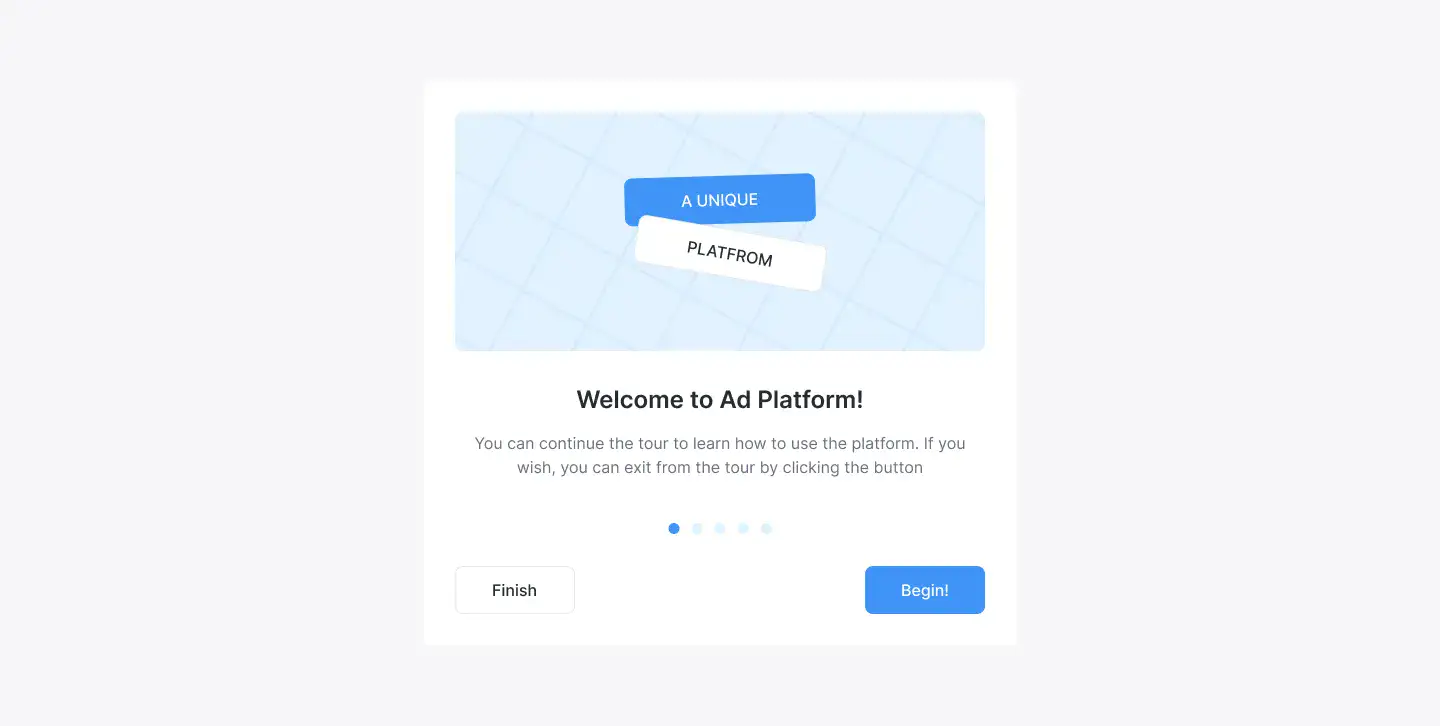 A UNIQUE
PLATFROM
Welcome to Ad Platform!
You can continue the tour to learn how to use the platform. If you
wish, you can exit from the tour by clicking the button
Finish
Begin!